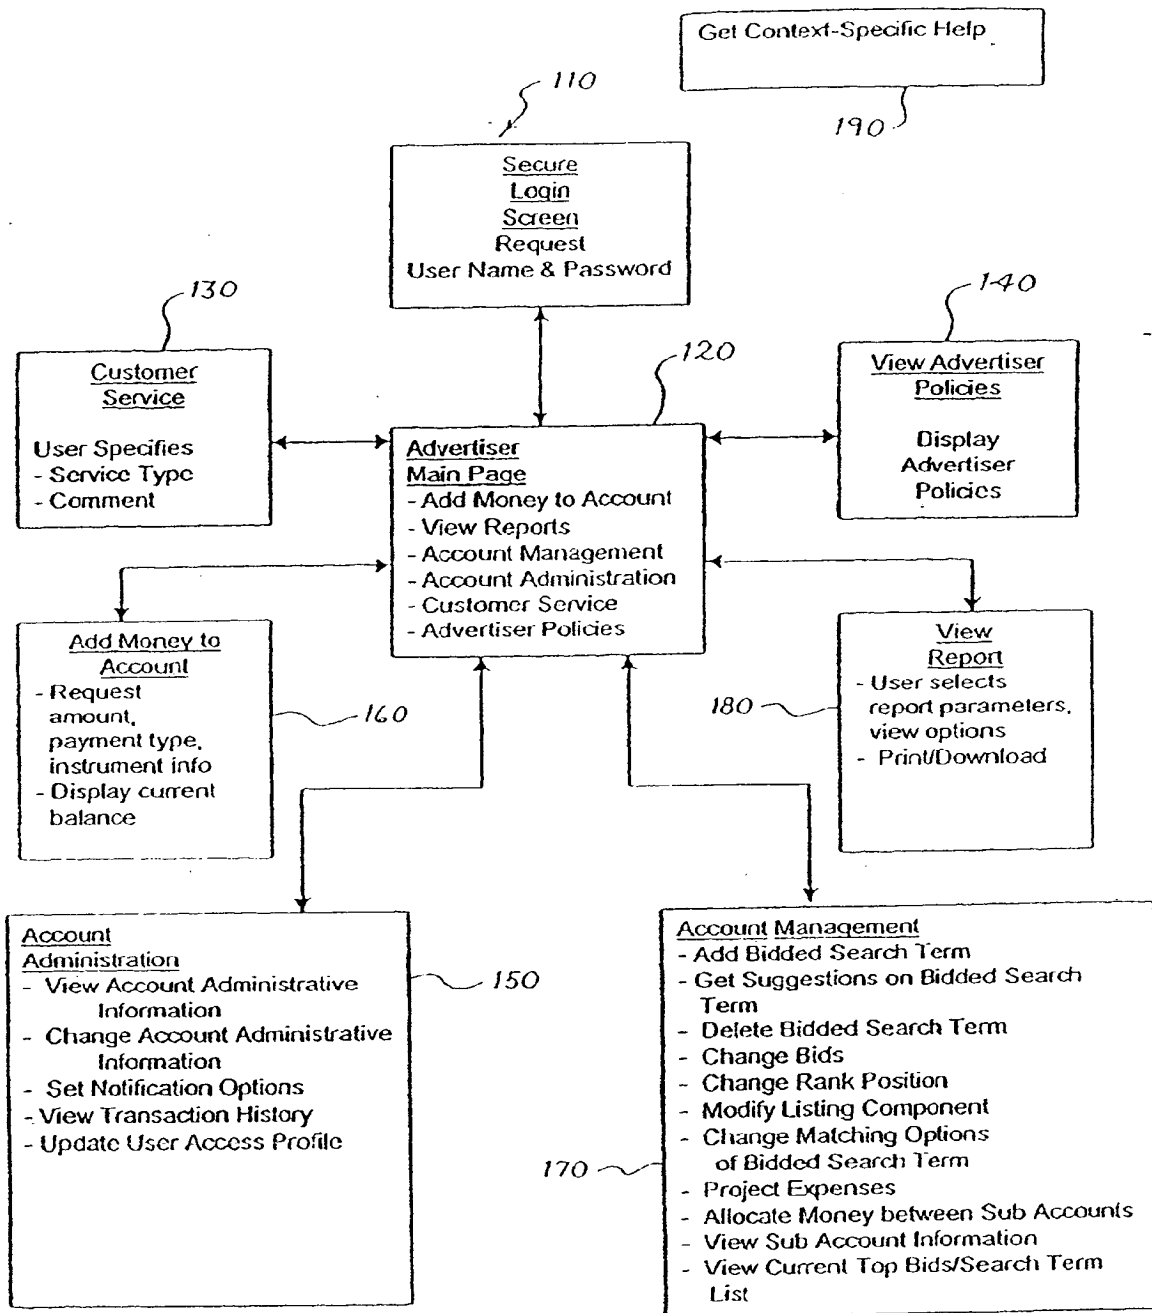 Get Context-Specific Help
190
110
Secure
Login
Screen
Request
User Name & Password
130
Customer
Service
User Specifies
- Service Type
- Comment
120
Advertiser
Main Page
- Add Money to Account
- View Reports
- Account Management
- Account Administration
- Customer Service
- Advertiser Policies
140
View Advertiser
Policies
Display
Advertiser
Policies
Add Money to
Account
- Request
amount,
payment type,
instrument info
- Display current
balance
160
180
View
Report
- User selects
report parameters,
view options
- Print/Download
Account
Administration
- View Account Administrative
Information
- Change Account Administrative
Information
- Set Notification Options
- View Transaction History
- Update User Access Profile
150
170
Account Management
- Add Bidded Search Term
- Get Suggestions on Bidded Search
Term
- Delete Bidded Search Term
- Change Bids
- Change Rank Position
- Modify Listing Component
- Change Matching Options
of Bidded Search Term
- Project Expenses
- Allocate Money between Sub Accounts
- View Sub Account Information
- View Current Top Bids/Search Term
List